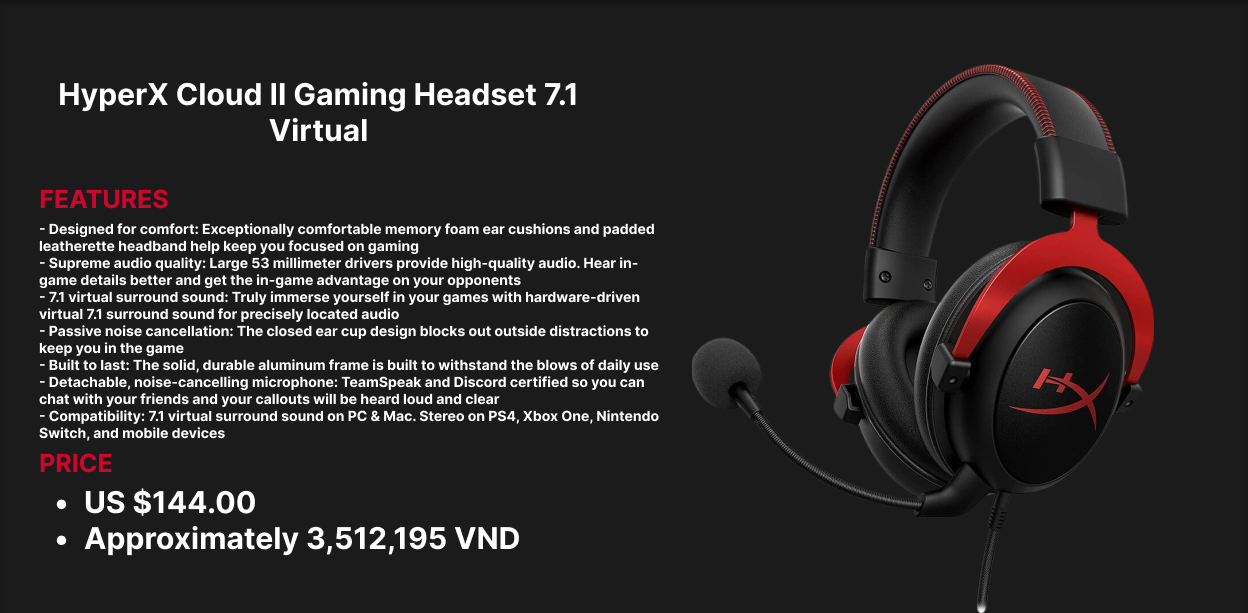 HyperX Cloud II Gaming Headset 7.1
Virtual
FEATURES
- Designed for comfort: Exceptionally comfortable memory foam ear cushions and padded
leatherette headband help keep you focused on gaming
- Supreme audio quality: Large 53 millimeter drivers provide high-quality audio. Hear in-
game details better and get the in-game advantage on your opponents
- 7.1 virtual surround sound: Truly immerse yourself in your games with hardware-driven
virtual 7.1 surround sound for precisely located audio
- Passive noise cancellation: The closed ear cup design blocks out outside distractions to
keep you in the game
- Built to last: The solid, durable aluminum frame is built to withstand the blows of daily use
- Detachable, noise-cancelling microphone: TeamSpeak and Discord certified so you can
chat with your friends and your callouts will be heard loud and clear
- Compatibility: 7.1 virtual surround sound on PC & Mac. Stereo on PS4, Xbox One, Nintendo
Switch, and mobile devices
PRICE
• US $144.00
• Approximately 3,512,195 VND
HX